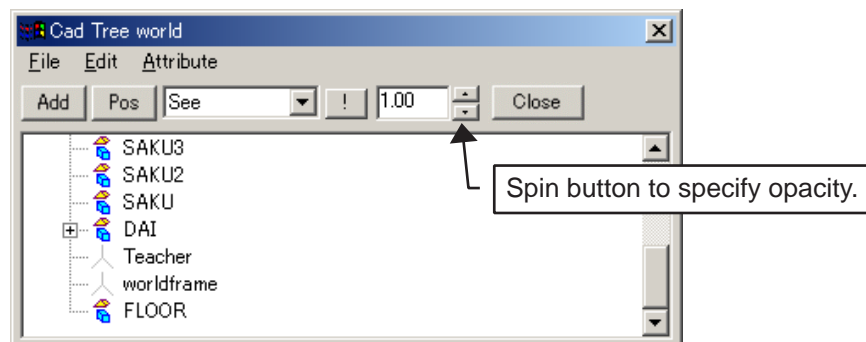 Cad Tree world
File Edit Attribute
Add Pos See ! 1.00 Close
SAKU3
SAKU2
SAKU
DAI
Teacher
worldframe
FLOOR
Spin button to specify opacity.